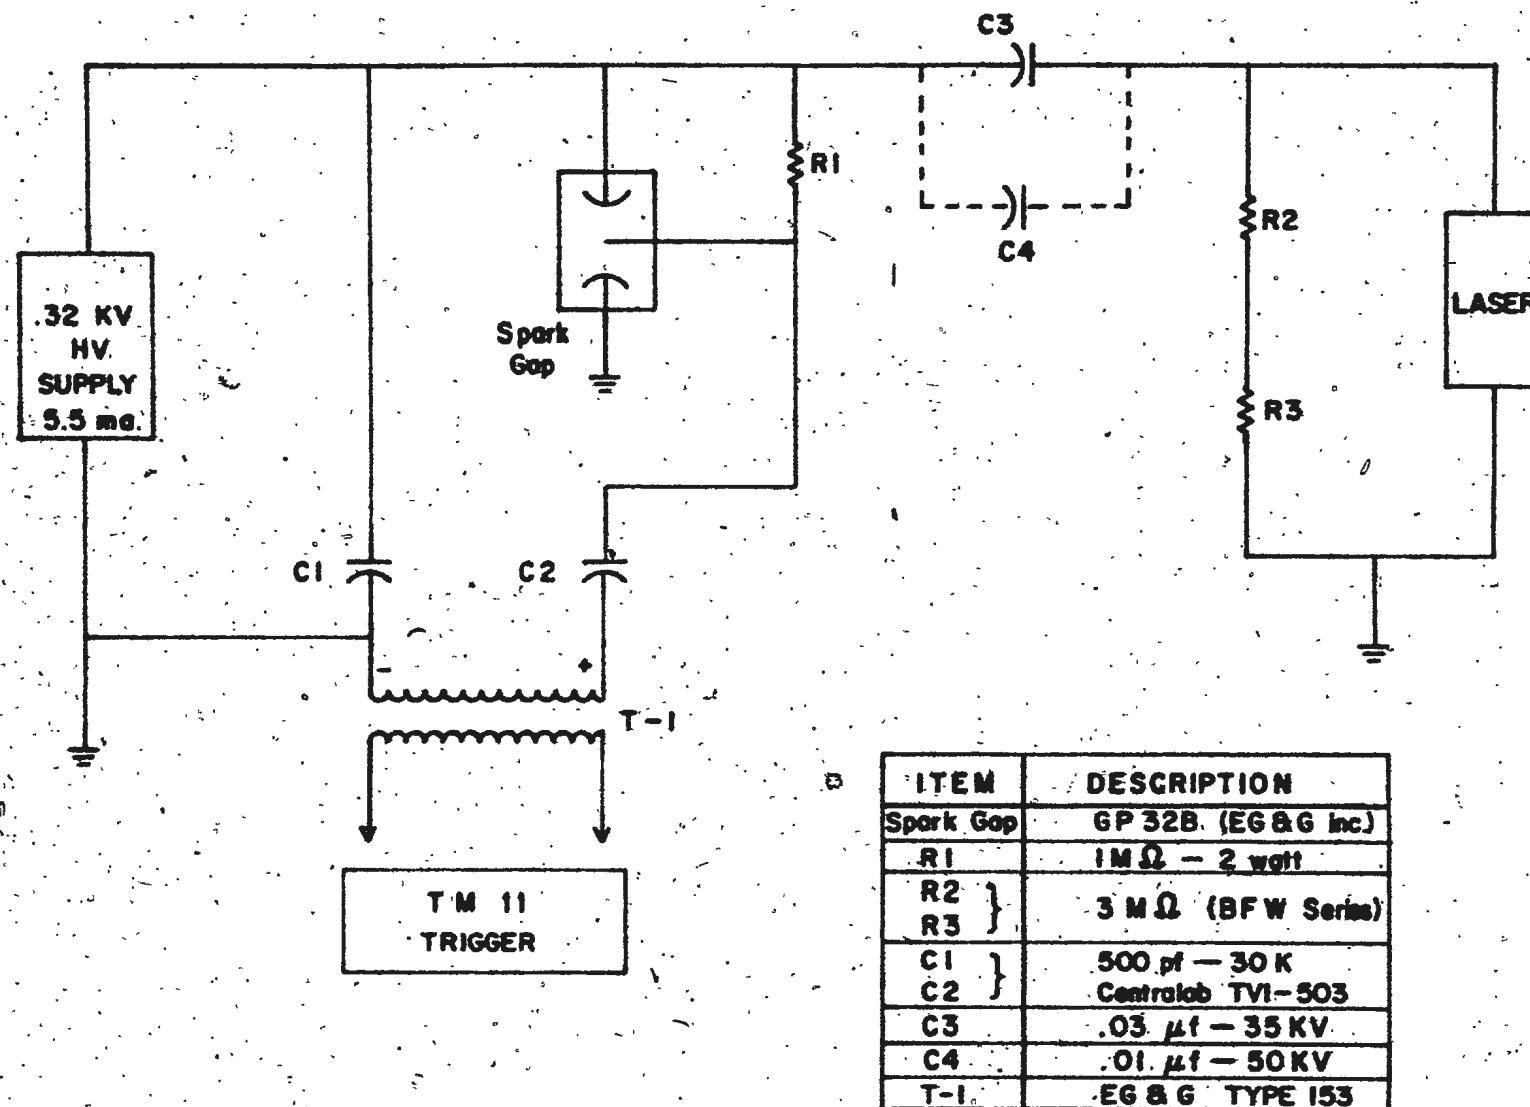 C3
R1
C4
R2
LASER
.32 KV
HV
SUPPLY
5.5 ma.
Spark
Gap
R3
C1
C2
-
+
T-1
TM 11
TRIGGER
ITEM DESCRIPTION
Spark Gap GP 32B. (EG&G inc.)
R1 1MΩ - 2 watt
R2
R3 } 3 MΩ (BFW Series)
C1 } 500 pf - 30 K
C2 Centralab TV1-503
C3 .03 μf - 35 KV
C4 .01 μf - 50 KV
T-1 EG & G TYPE 153